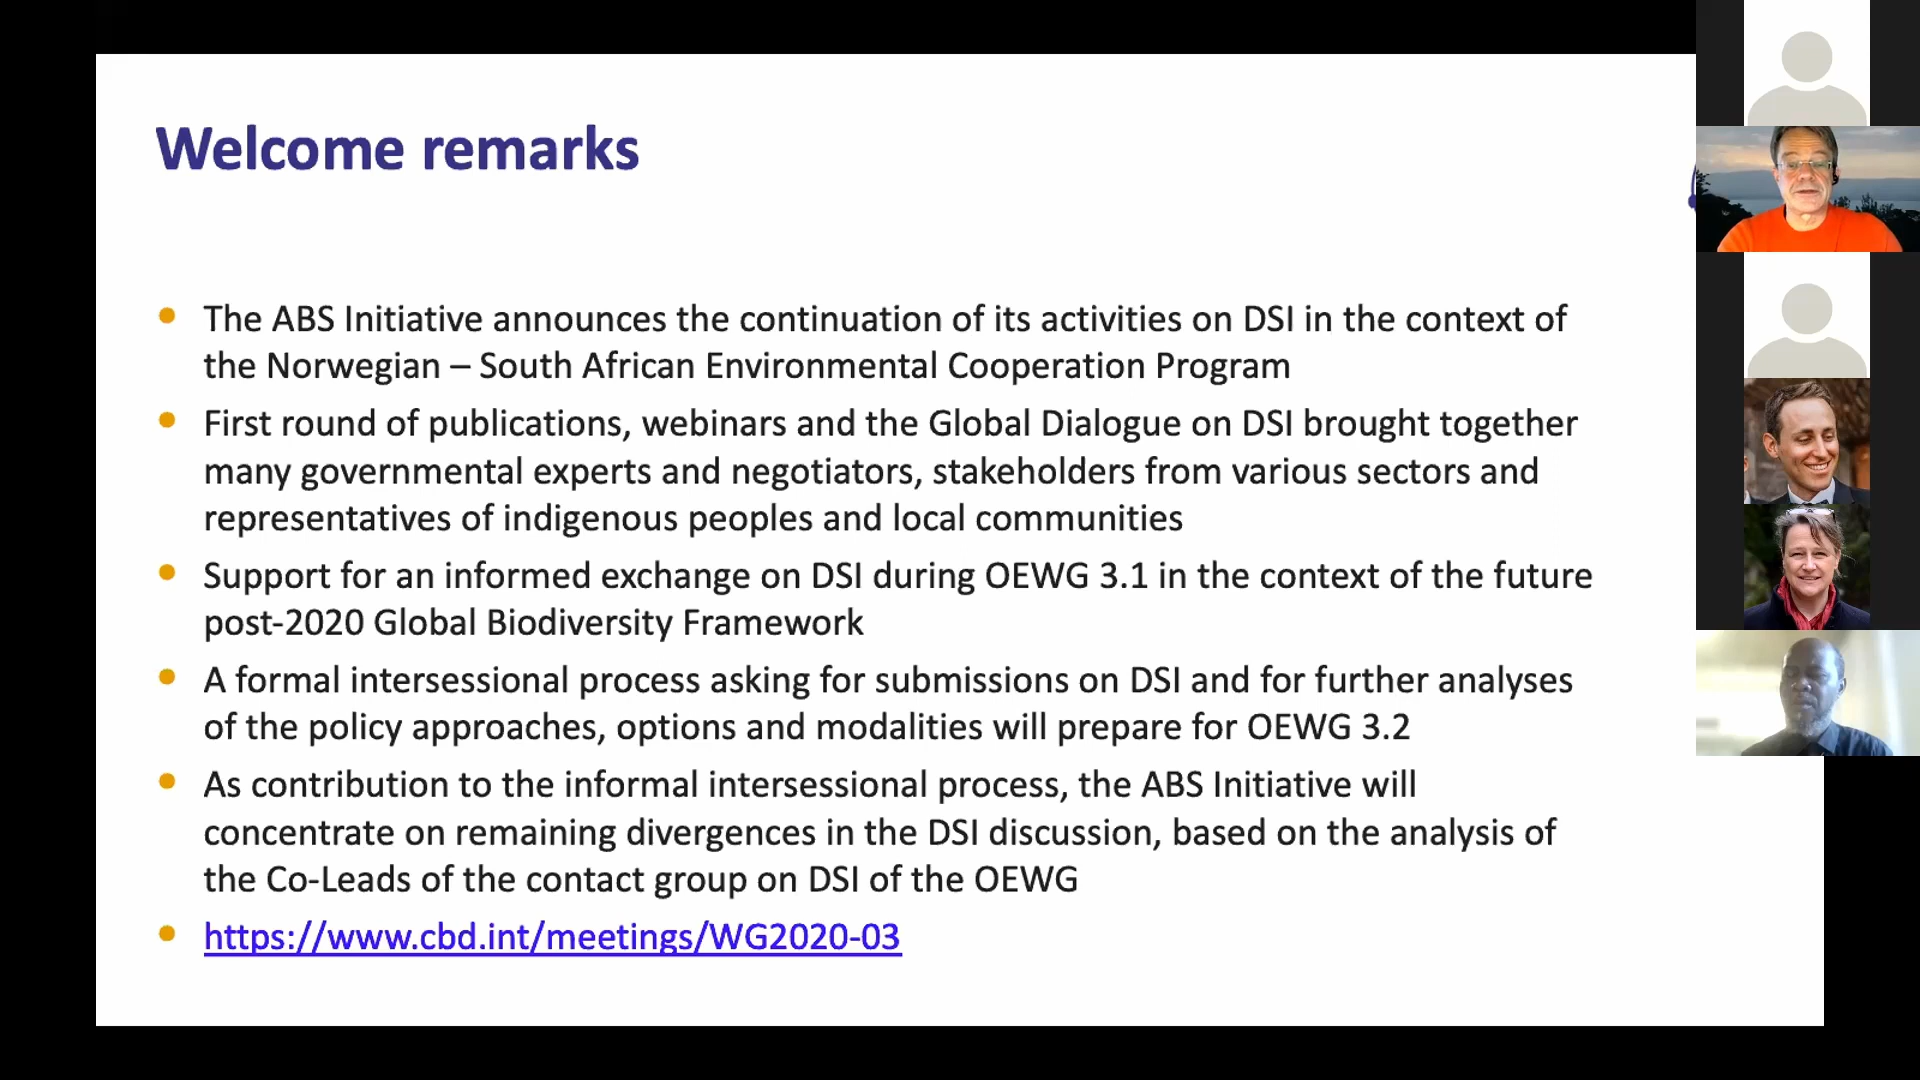 Welcome remarks
The ABS Initiative announces the continuation of its activities on DSI in the context of
the Norwegian – South African Environmental Cooperation Program
First round of publications, webinars and the Global Dialogue on DSI brought together
many governmental experts and negotiators, stakeholders from various sectors and
representatives of indigenous peoples and local communities
Support for an informed exchange on DSI during OEWG 3.1 in the context of the future
post-2020 Global Biodiversity Framework
A formal intersessional process asking for submissions on DSI and for further analyses
of the policy approaches, options and modalities will prepare for OEWG 3.2
As contribution to the informal intersessional process, the ABS Initiative will
concentrate on remaining divergences in the DSI discussion, based on the analysis of
the Co-Leads of the contact group on DSI of the OEWG
https://www.cbd.int/meetings/WG2020-03